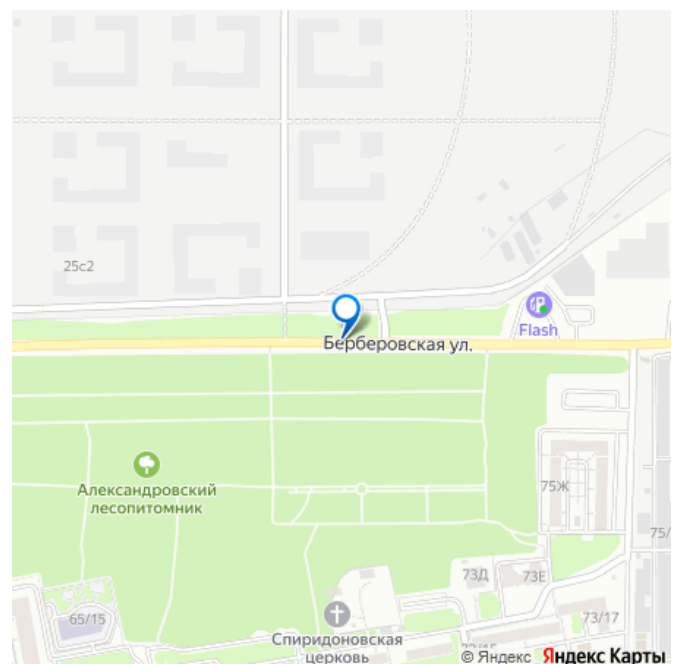 25с2
Flash
Берберовская ул.
Александровский
лесопитомник
75Ж
75/
73Д
73Е
65/15
73/17
Спиридоновская
церковь
© Яндекс Яндекс Карты